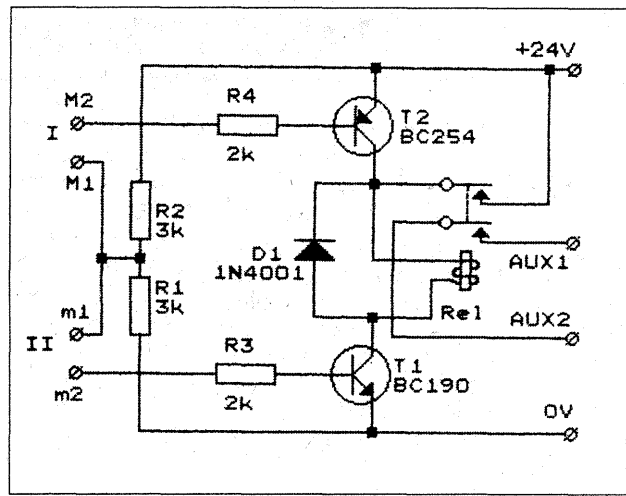 +24V
M2
R4
T2
I
BC254
M1
2k
R2
3k
D1
1N4001
AUX1
R1
3k
m1
Rel
AUX2
II
R3
T1
m2
BC190
2k
0V